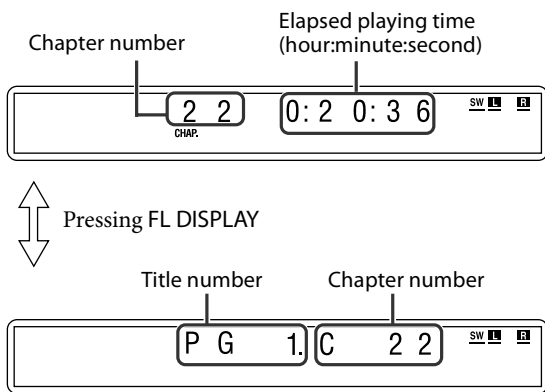 Elapsed playing time
Chapter number (hour:minute:second)
2 2 0:2 0:3 6 SW L R
CHAP.
Pressing FL DISPLAY
Title number Chapter number
P G 1. C 2 2 SW L R